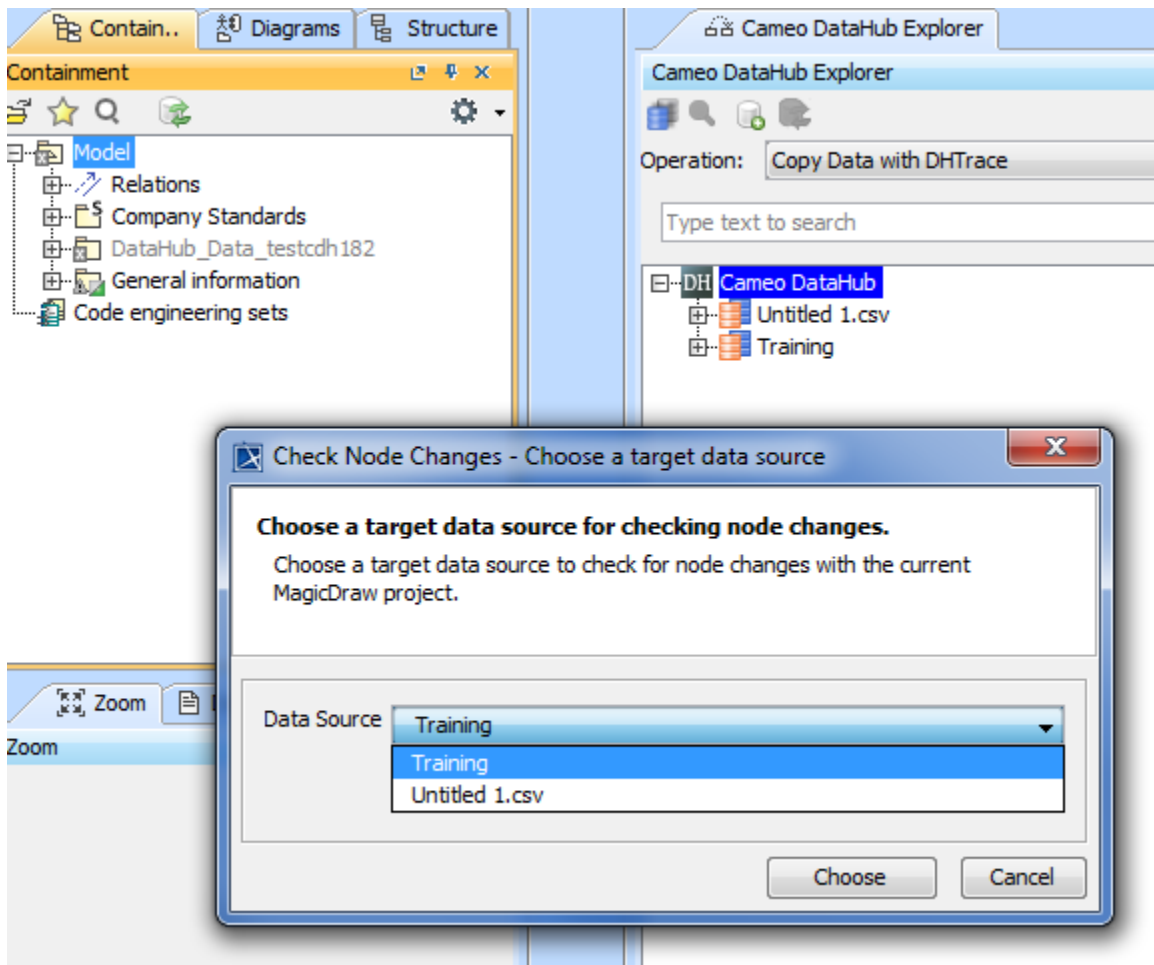 Contain..
Diagrams
Structure
Containment
Model
Relations
Company Standards
DataHub_Data_testcdh182
General information
Code engineering sets
Zoom
Zoom
Cameo DataHub Explorer
Cameo DataHub Explorer
Operation: Copy Data with DHTrace
Type text to search
DH Cameo DataHub
Untitled 1.csv
Training
Check Node Changes - Choose a target data source
Choose a target data source for checking node changes.
Choose a target data source to check for node changes with the current
MagicDraw project.
Data Source Training
Training
Untitled 1.csv
Choose Cancel